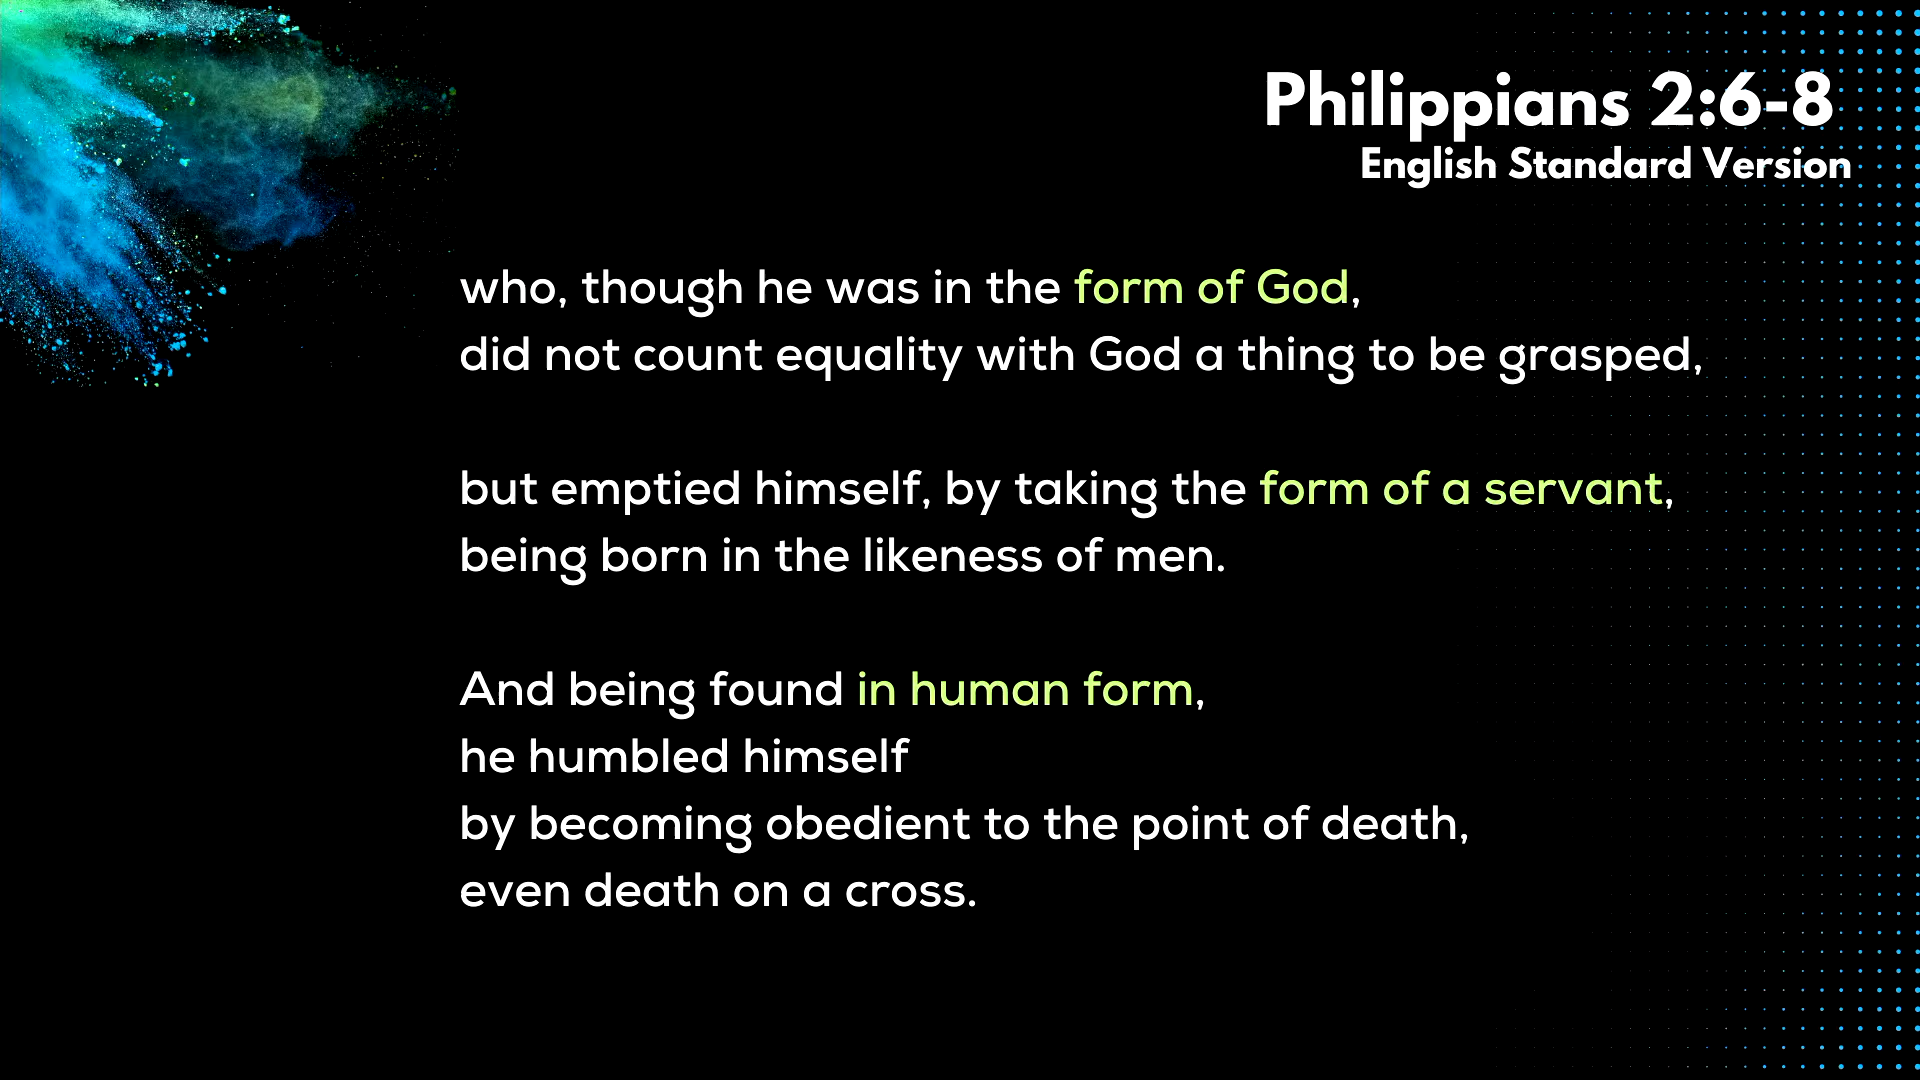 Philippians 2:6-8
English Standard Version
who, though he was in the form of God,
did not count equality with God a thing to be grasped,
but emptied himself, by taking the form of a servant,
being born in the likeness of men.
And being found in human form,
he humbled himself
by becoming obedient to the point of death,
even death on a cross.